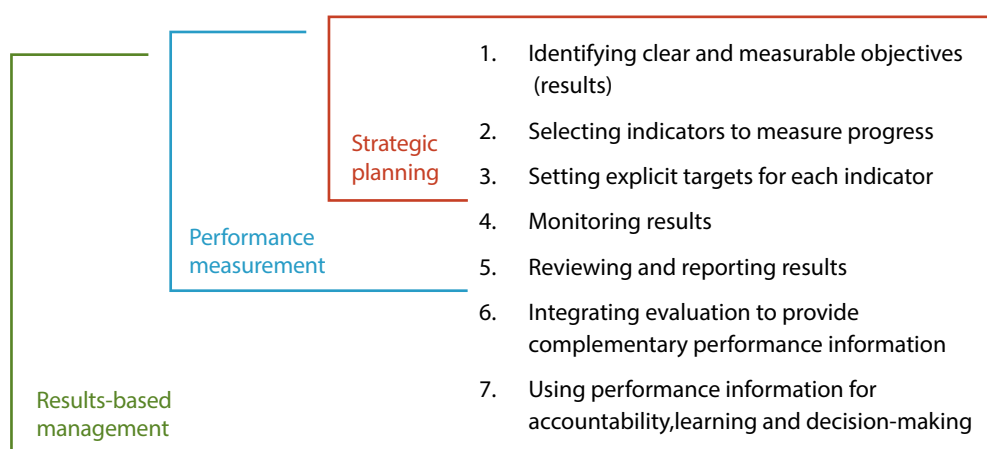 1. Identifying clear and measurable objectives
(results)
2. Selecting indicators to measure progress
Strategic
planning
3. Setting explicit targets for each indicator
4. Monitoring results
Performance
measurement
5. Reviewing and reporting results
6. Integrating evaluation to provide
complementary performance information
Results-based
management
7. Using performance information for
accountability,learning and decision-making